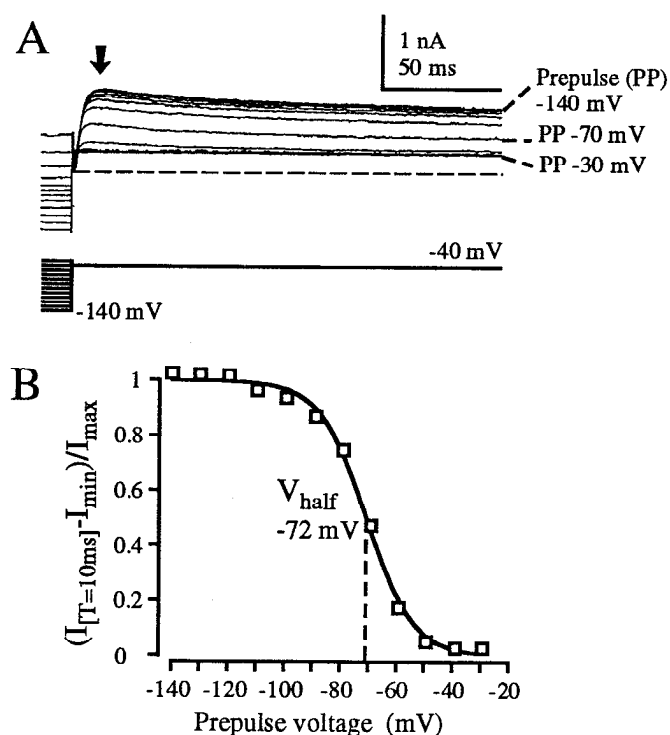 A
1 nA
50 ms
Prepulse (PP)
-140 mV
PP -70 mV
PP -30 mV
-40 mV
-140 mV
B
(I[T=10ms]-Imin)/Imax
1
0.8
0.6
0.4
0.2
0
Vhalf
-72 mV
-140 -120 -100 -80 -60 -40 -20
Prepulse voltage (mV)